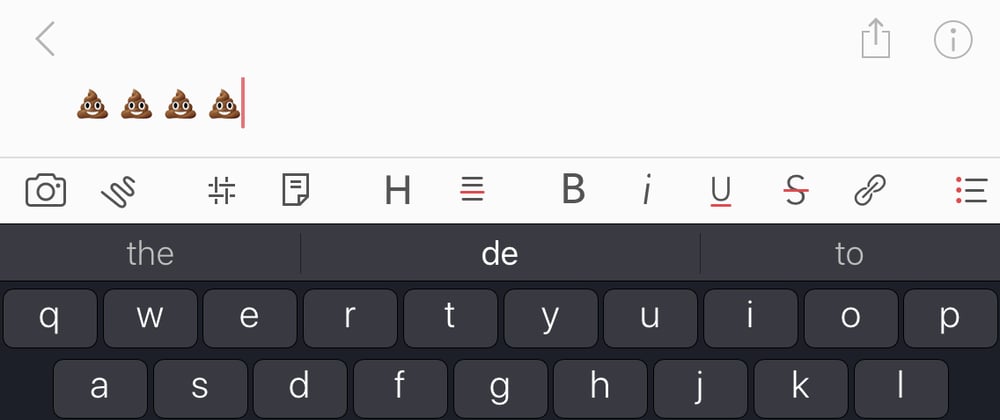 💩 💩 💩 💩
H B i U S
the de to
q w e r t y u i o p
a s d f g h j k l